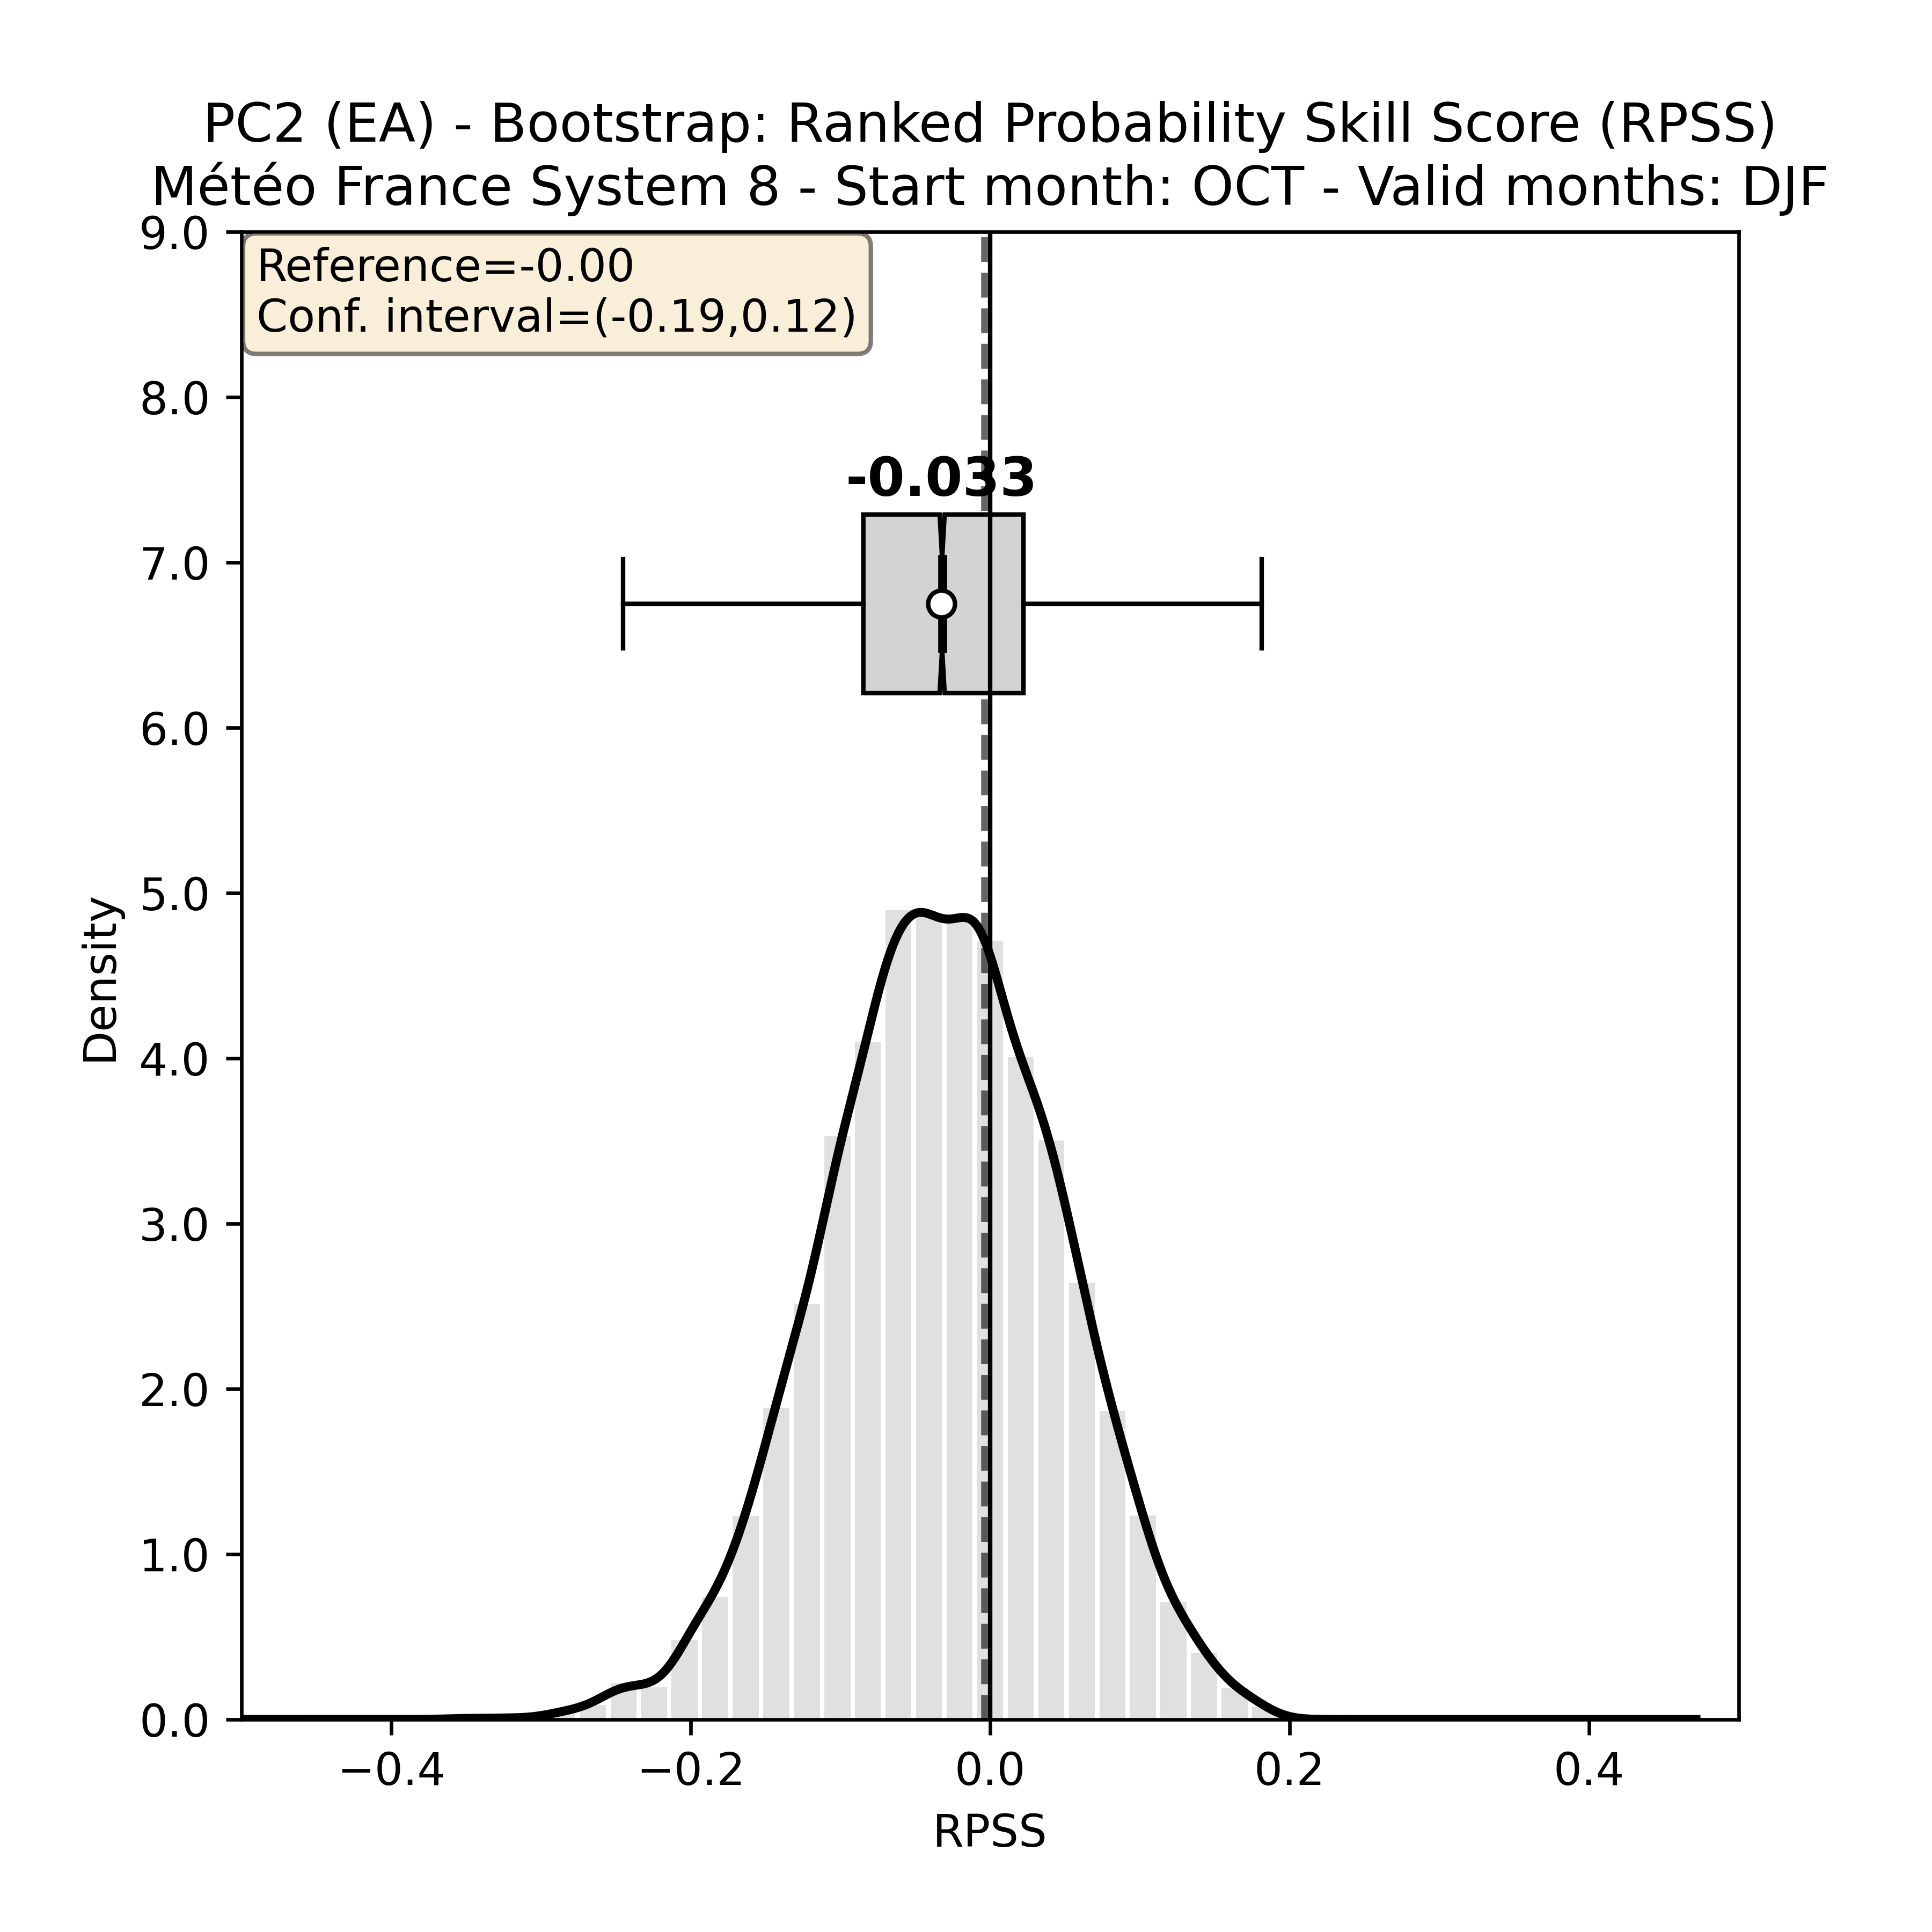 PC2 (EA) - Bootstrap: Ranked Probability Skill Score (RPSS)
Météo France System 8 - Start month: OCT - Valid months: DJF
Reference=-0.00
Conf. interval=(-0.19,0.12)
-0.033
9.0
8.0
7.0
6.0
5.0
4.0
3.0
2.0
1.0
0.0
Density
−0.4
−0.2
0.0
0.2
0.4
RPSS